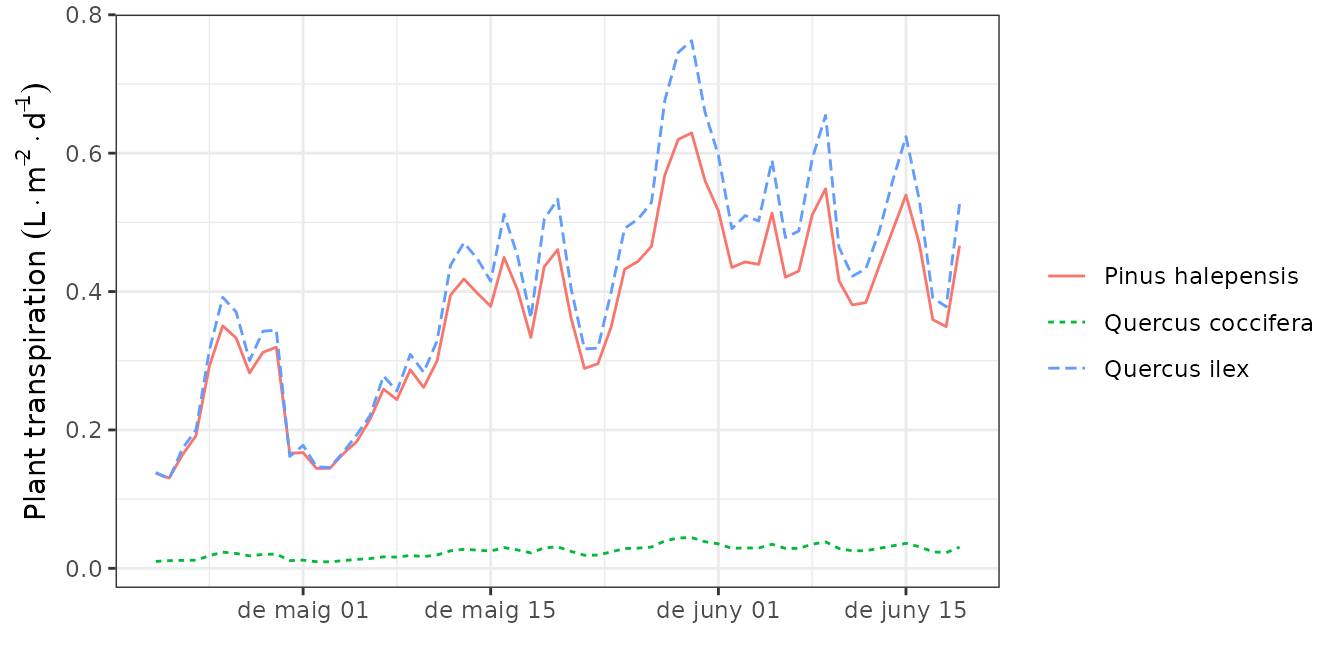 Plant transpiration (L · m⁻² · d⁻¹)
0.8
0.6
0.4
0.2
0.0
de maig 01
de maig 15
de juny 01
de juny 15
Pinus halepensis
Quercus coccifera
Quercus ilex